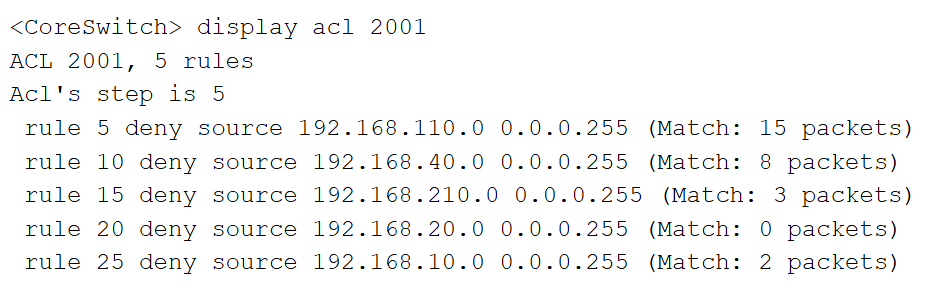 <CoreSwitch> display acl 2001
ACL 2001, 5 rules
Acl's step is 5
rule 5 deny source 192.168.110.0 0.0.0.255 (Match: 15 packets)
rule 10 deny source 192.168.40.0 0.0.0.255 (Match: 8 packets)
rule 15 deny source 192.168.210.0 0.0.0.255 (Match: 3 packets)
rule 20 deny source 192.168.20.0 0.0.0.255 (Match: 0 packets)
rule 25 deny source 192.168.10.0 0.0.0.255 (Match: 2 packets)